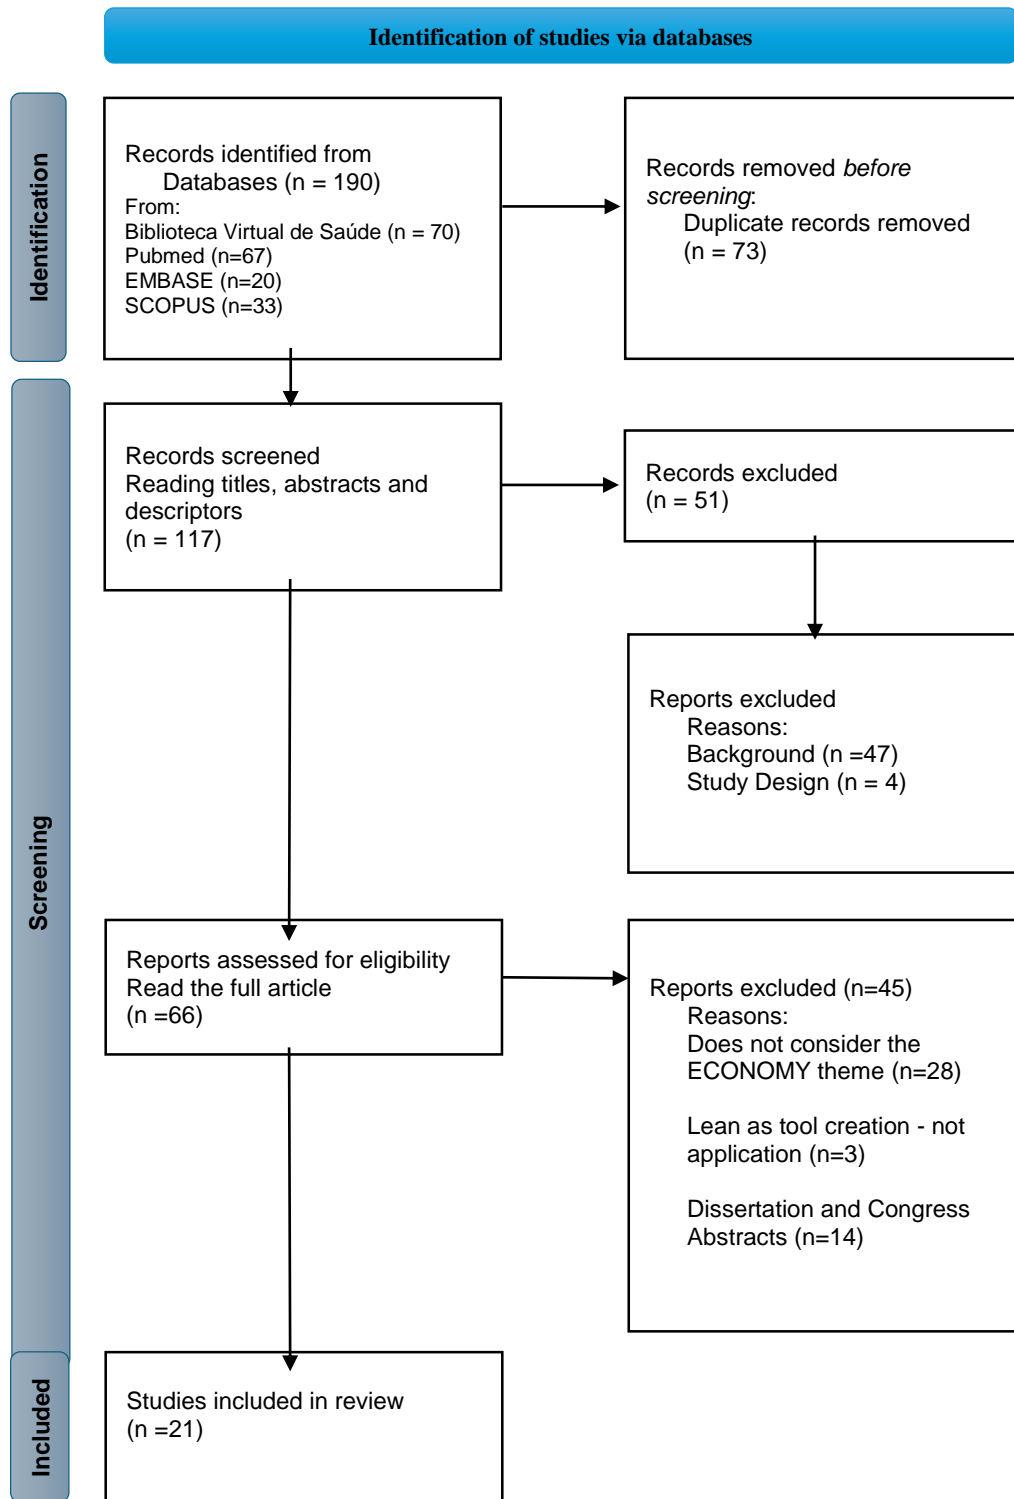 Identification of studies via databases
Identification
Records identified from
Databases (n = 190)
From:
Biblioteca Virtual de Saúde (n = 70)
Pubmed (n=67)
EMBASE (n=20)
SCOPUS (n=33)
Records removed before
screening:
Duplicate records removed
(n = 73)
Screening
Records screened
Reading titles, abstracts and
descriptors
(n = 117)
Records excluded
(n = 51)
Reports excluded
Reasons:
Background (n =47)
Study Design (n = 4)
Reports assessed for eligibility
Read the full article
(n =66)
Reports excluded (n=45)
Reasons:
Does not consider the
ECONOMY theme (n=28)
Lean as tool creation - not
application (n=3)
Dissertation and Congress
Abstracts (n=14)
Included
Studies included in review
(n =21)